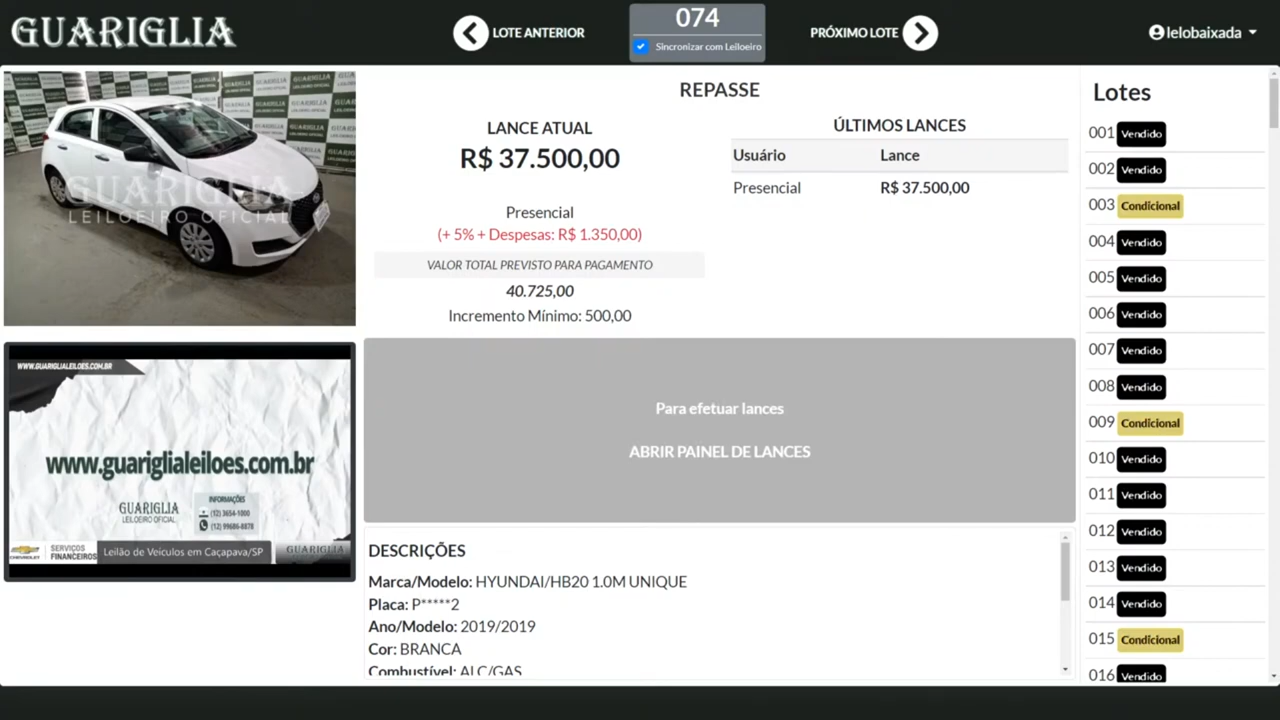 GUARIGLIA
LOTE ANTERIOR
074
Sincronizar com Leiloeiro
PRÓXIMO LOTE
lelobaixada
GUARIGLIA
LEILOEIRO OFICIAL
REPASSE
LANCE ATUAL
R$ 37.500,00
Presencial
(+ 5% + Despesas: R$ 1.350,00)
VALOR TOTAL PREVISTO PARA PAGAMENTO
40.725,00
Incremento Mínimo: 500,00
ÚLTIMOS LANCES
Usuário Lance
Presencial R$ 37.500,00
Para efetuar lances
ABRIR PAINEL DE LANCES
WWW.GUARIGLIALEILOES.COM.BR
www.guariglialeiloes.com.br
GUARIGLIA
LEILOEIRO OFICIAL
INFORMAÇÕES
(12) 3654-1000
(12) 99686-8878
CHEVROLET
SERVIÇOS
FINANCEIROS
Leilão de Veículos em Caçapava/SP
GUARIGLIA
DESCRIÇÕES
Marca/Modelo: HYUNDAI/HB20 1.0M UNIQUE
Placa: P*****2
Ano/Modelo: 2019/2019
Cor: BRANCA
Combustível: ALC/GAS
Lotes
001 Vendido
002 Vendido
003 Condicional
004 Vendido
005 Vendido
006 Vendido
007 Vendido
008 Vendido
009 Condicional
010 Vendido
011 Vendido
012 Vendido
013 Vendido
014 Vendido
015 Condicional
016 Vendido